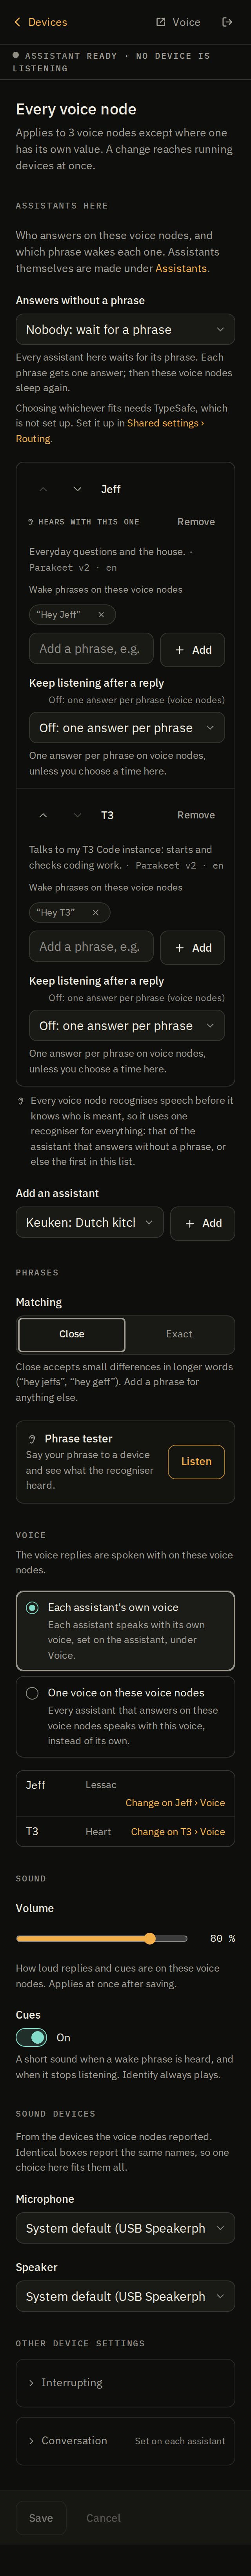 Devices
Voice
ASSISTANT READY · NO DEVICE IS
LISTENING
Every voice node
Applies to 3 voice nodes except where one
has its own value. A change reaches running
devices at once.
ASSISTANTS HERE
Who answers on these voice nodes, and
which phrase wakes each one. Assistants
themselves are made under Assistants.
Answers without a phrase
Nobody: wait for a phrase
Every assistant here waits for its phrase. Each
phrase gets one answer; then these voice nodes
sleep again.
Choosing whichever fits needs TypeSafe, which
is not set up. Set it up in Shared settings ›
Routing.
Jeff
HEARS WITH THIS ONE
Remove
Everyday questions and the house. ·
Parakeet v2 · en
Wake phrases on these voice nodes
“Hey Jeff” ×
Add a phrase, e.g.
+ Add
Keep listening after a reply
Off: one answer per phrase (voice nodes)
Off: one answer per phrase
One answer per phrase on voice nodes,
unless you choose a time here.
T3
Remove
Talks to my T3 Code instance: starts and
checks coding work. · Parakeet v2 · en
Wake phrases on these voice nodes
“Hey T3” ×
Add a phrase, e.g.
+ Add
Keep listening after a reply
Off: one answer per phrase (voice nodes)
Off: one answer per phrase
One answer per phrase on voice nodes,
unless you choose a time here.
Every voice node recognises speech before it
knows who is meant, so it uses one
recogniser for everything: that of the
assistant that answers without a phrase, or
else the first in this list.
Add an assistant
Keuken: Dutch kitcl
+ Add
PHRASES
Matching
Close
Exact
Close accepts small differences in longer words
(“hey jeffs”, “hey geff”). Add a phrase for
anything else.
Phrase tester
Say your phrase to a device
and see what the recogniser
heard.
Listen
VOICE
The voice replies are spoken with on these voice
nodes.
Each assistant's own voice
Each assistant speaks with its own
voice, set on the assistant, under
Voice.
One voice on these voice nodes
Every assistant that answers on these
voice nodes speaks with this voice,
instead of its own.
Jeff
Lessac
Change on Jeff › Voice
T3
Heart
Change on T3 › Voice
SOUND
Volume
80 %
How loud replies and cues are on these voice
nodes. Applies at once after saving.
Cues
On
A short sound when a wake phrase is heard, and
when it stops listening. Identify always plays.
SOUND DEVICES
From the devices the voice nodes reported.
Identical boxes report the same names, so one
choice here fits them all.
Microphone
System default (USB Speakerph
Speaker
System default (USB Speakerph
OTHER DEVICE SETTINGS
Interrupting
Conversation
Set on each assistant
Save
Cancel